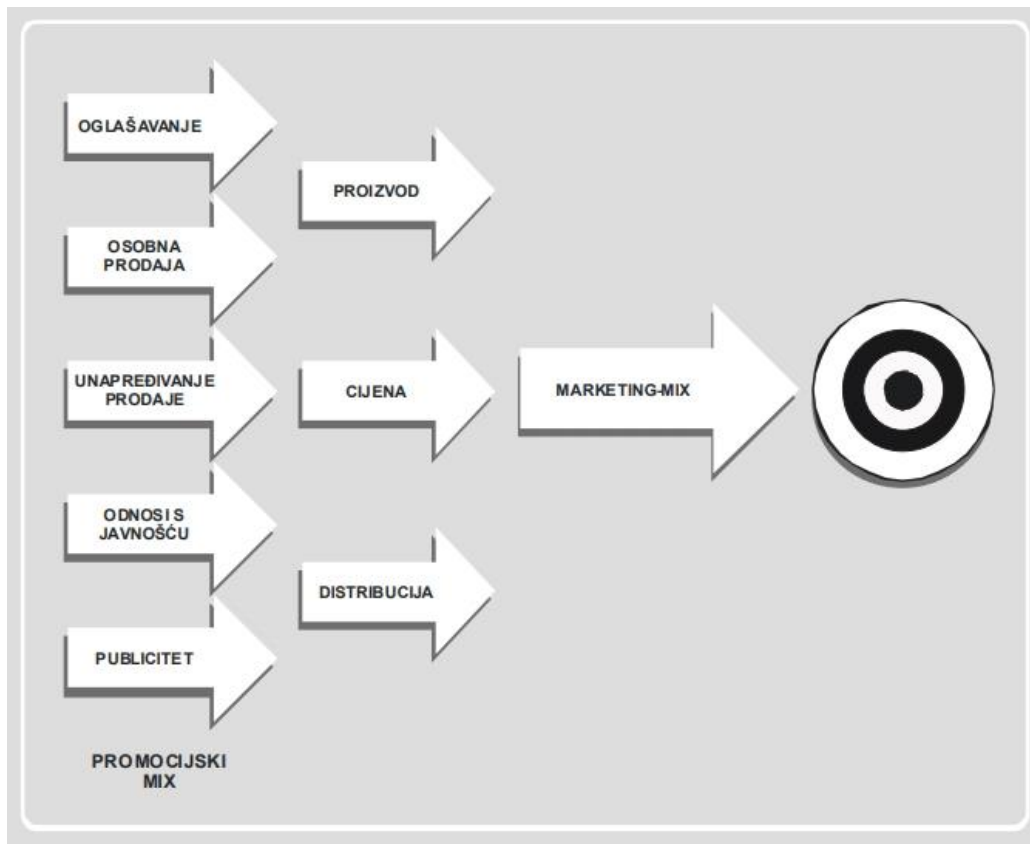 OGLAŠAVANJE
OSOBNA
PRODAJA
UNAPREĐIVANJE
PRODAJE
ODNOSI S
JAVNOŠĆU
PUBLICITET
PROMOCIJSKI
MIX
PROIZVOD
CIJENA
DISTRIBUCIJA
MARKETING-MIX